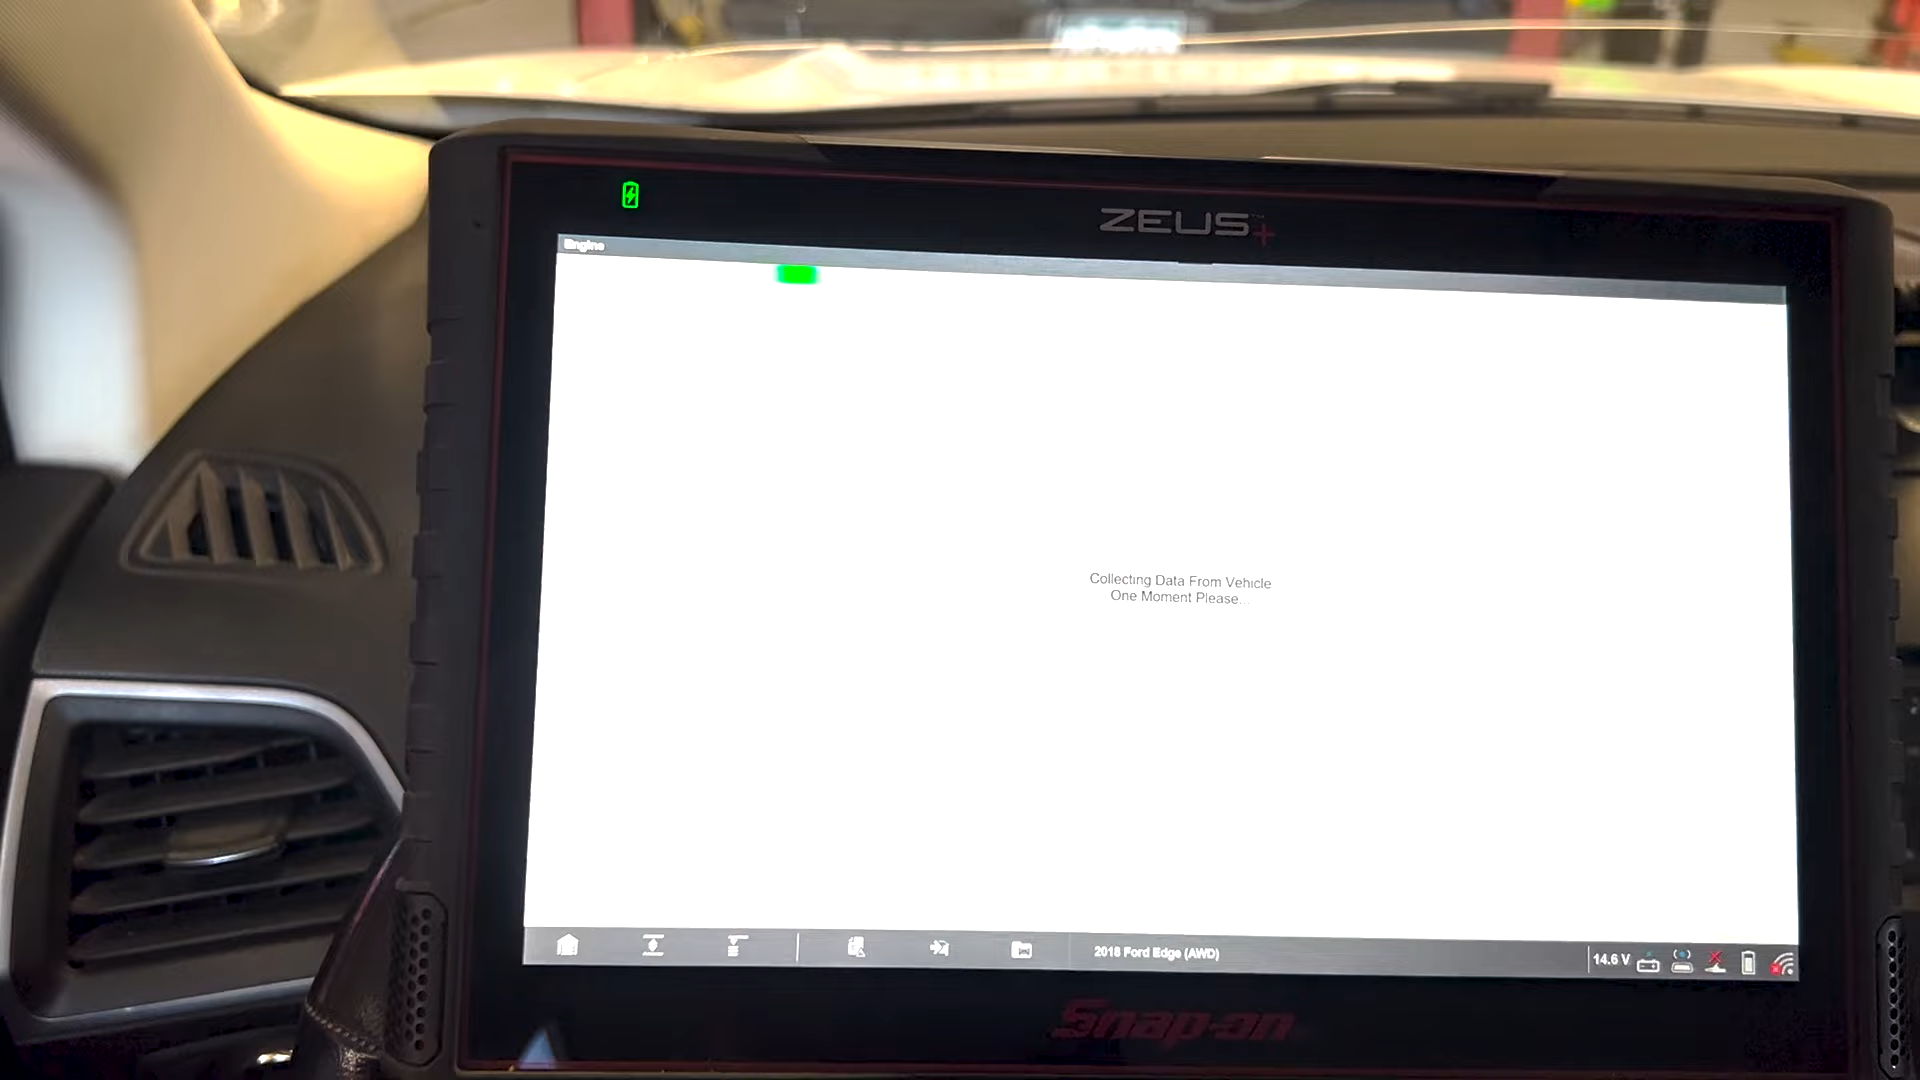 ZEUS+
Engine
Collecting Data From Vehicle
One Moment Please...
2018 Ford Edge (AWD)
14.6 V
Snap-on